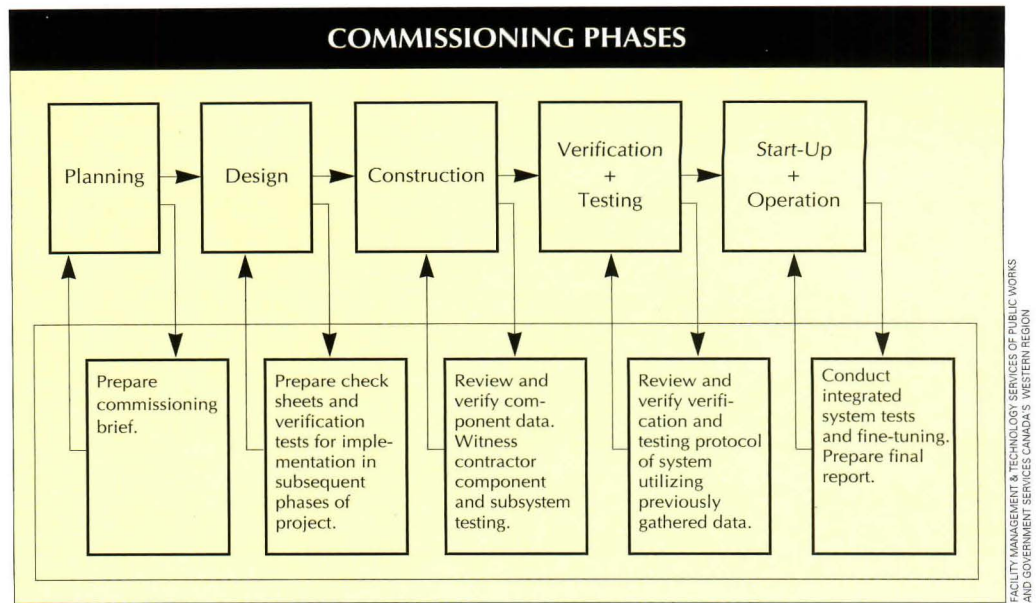 COMMISSIONING PHASES
Planning
Design
Construction
Verification
+
Testing
Start-Up
+
Operation
Prepare
commissioning
brief.
Prepare check
sheets and
verification
tests for imple-
mentation in
subsequent
phases of
project.
Review and
verify com-
ponent data.
Witness
contractor
component
and subsystem
testing.
Review and
verify verifi-
cation and
testing protocol
of system
utilizing
previously
gathered data.
Conduct
integrated
system tests
and fine-tuning.
Prepare final
report.
FACILITY MANAGEMENT & TECHNOLOGY SERVICES OF PUBLIC WORKS
AND GOVERNMENT SERVICES CANADA'S WESTERN REGION